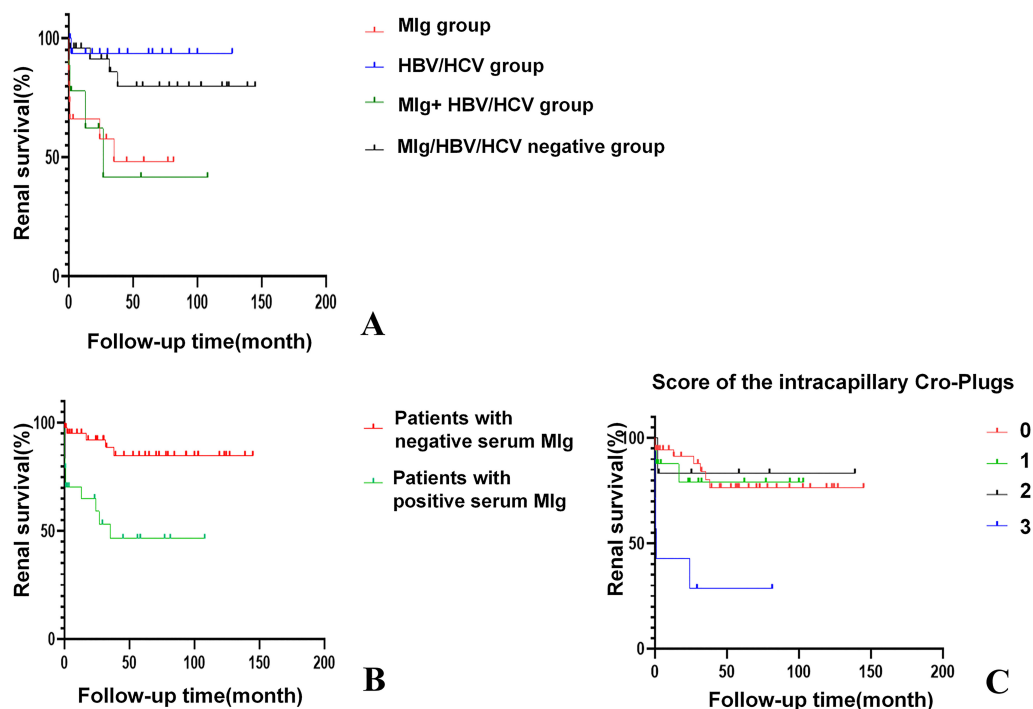 100
50
0
0
50
100
150
200
Renal survival(%)
Follow-up time(month)
MIg group
HBV/HCV group
MIg+ HBV/HCV group
MIg/HBV/HCV negative group
A
100
50
0
0
50
100
150
200
Renal survival(%)
Follow-up time(month)
Patients with
negative serum MIg
Patients with
positive serum MIg
B
Score of the intracapillary Cro-Plugs
100
50
0
0
50
100
150
200
Renal survival(%)
Follow-up time(month)
0
1
2
3
C